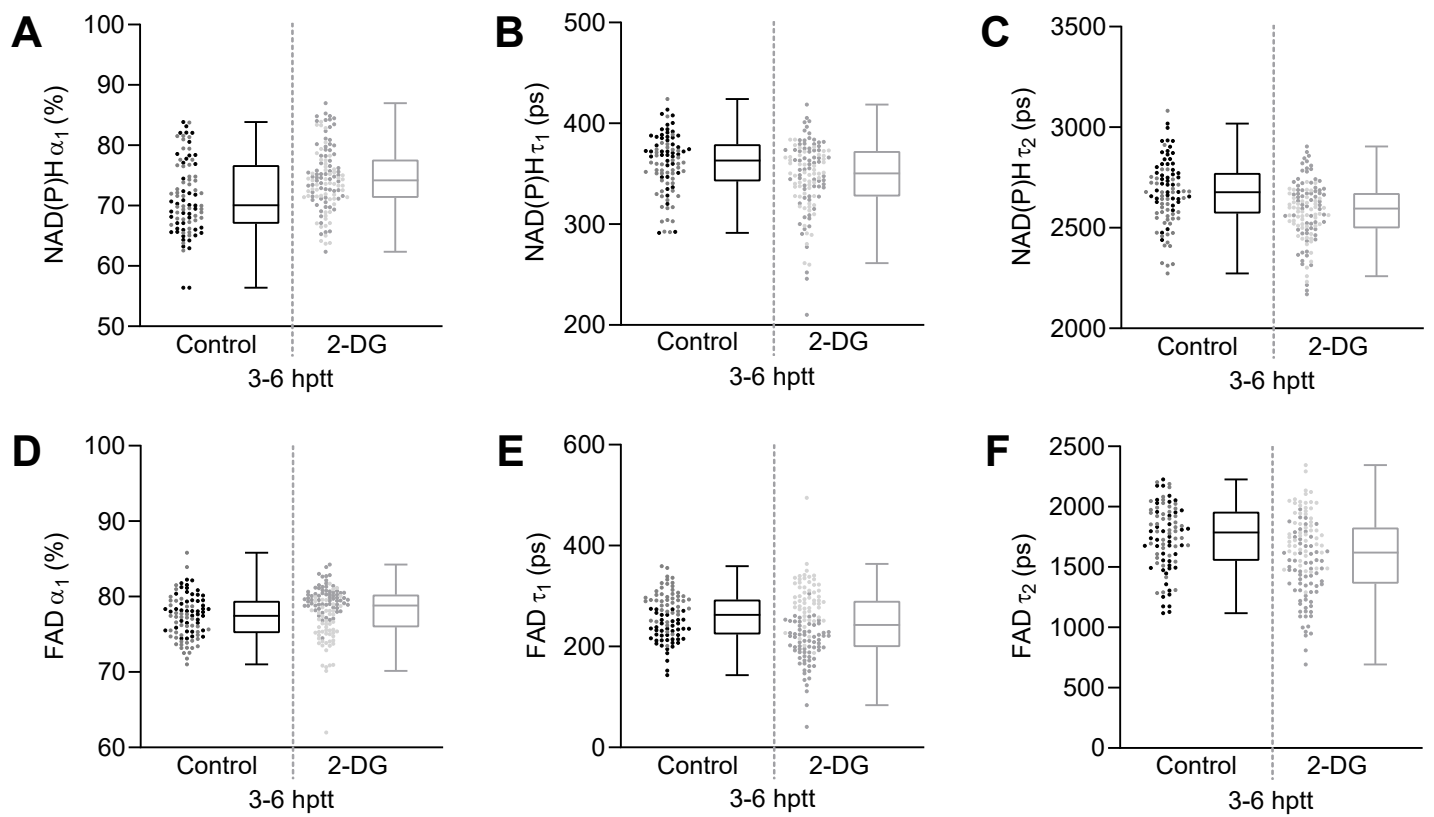 A
NAD(P)H α1 (%)
100
90
80
70
60
50
Control
2-DG
3-6 hptt
B
NAD(P)H τ1 (ps)
500
400
300
200
Control
2-DG
3-6 hptt
C
NAD(P)H τ2 (ps)
3500
3000
2500
2000
Control
2-DG
3-6 hptt
D
FAD α1 (%)
100
90
80
70
60
Control
2-DG
3-6 hptt
E
FAD τ1 (ps)
600
400
200
0
Control
2-DG
3-6 hptt
F
FAD τ2 (ps)
2500
2000
1500
1000
500
0
Control
2-DG
3-6 hptt